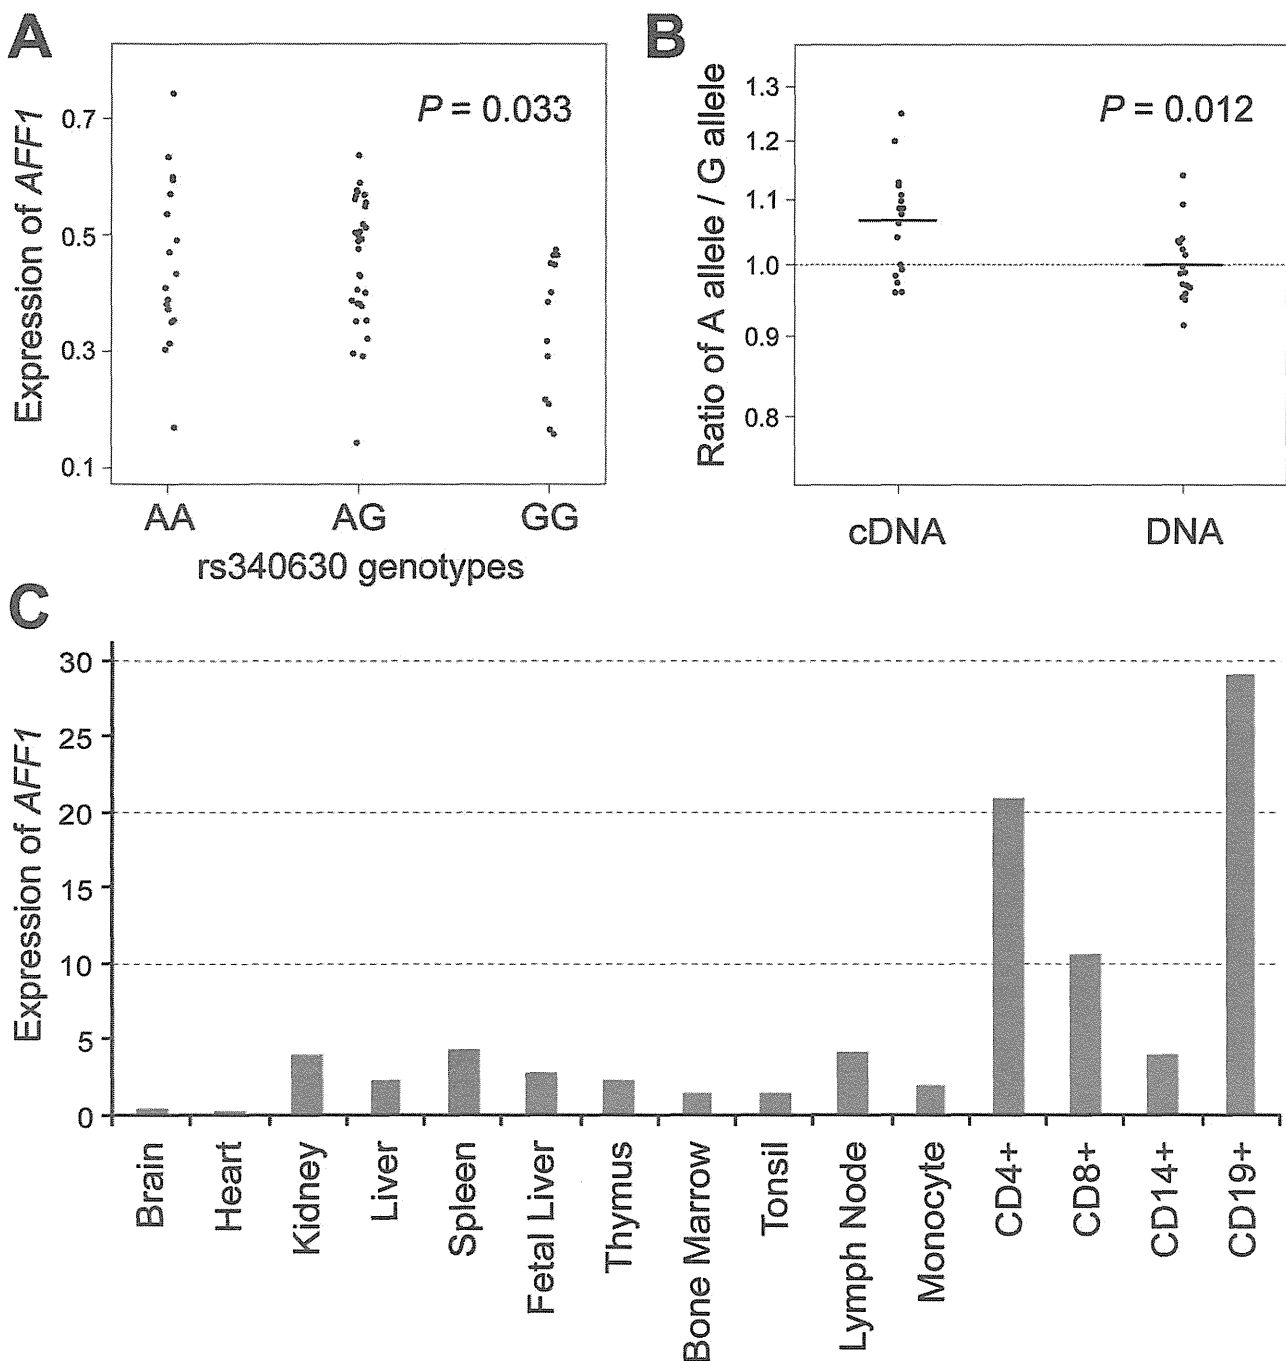 A
Expression of AFF1
0.7
0.5
0.3
0.1
P = 0.033
AA
AG
GG
rs340630 genotypes
B
Ratio of A allele / G allele
1.3
1.2
1.1
1.0
0.9
0.8
P = 0.012
cDNA
DNA
C
Expression of AFF1
30
25
20
15
10
5
0
Brain
Heart
Kidney
Liver
Spleen
Fetal Liver
Thymus
Bone Marrow
Tonsil
Lymph Node
Monocyte
CD4+
CD8+
CD14+
CD19+